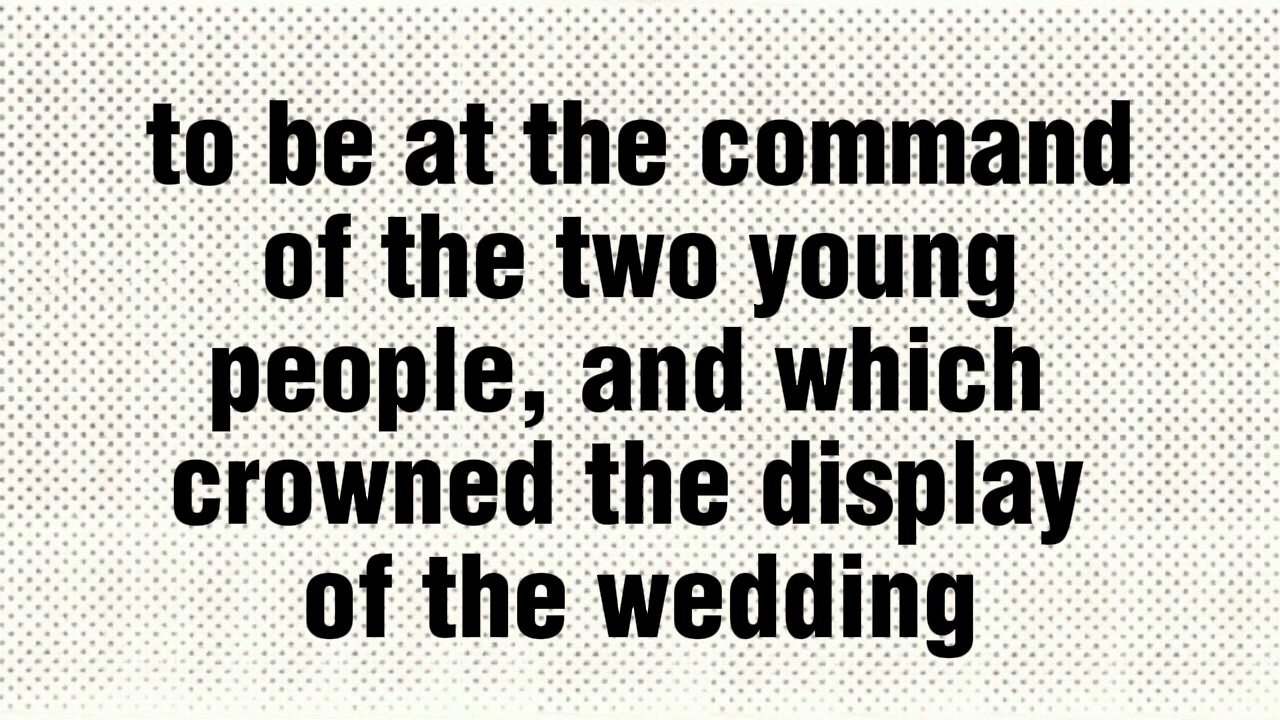 to be at the command
of the two young
people, and which
crowned the display
of the wedding